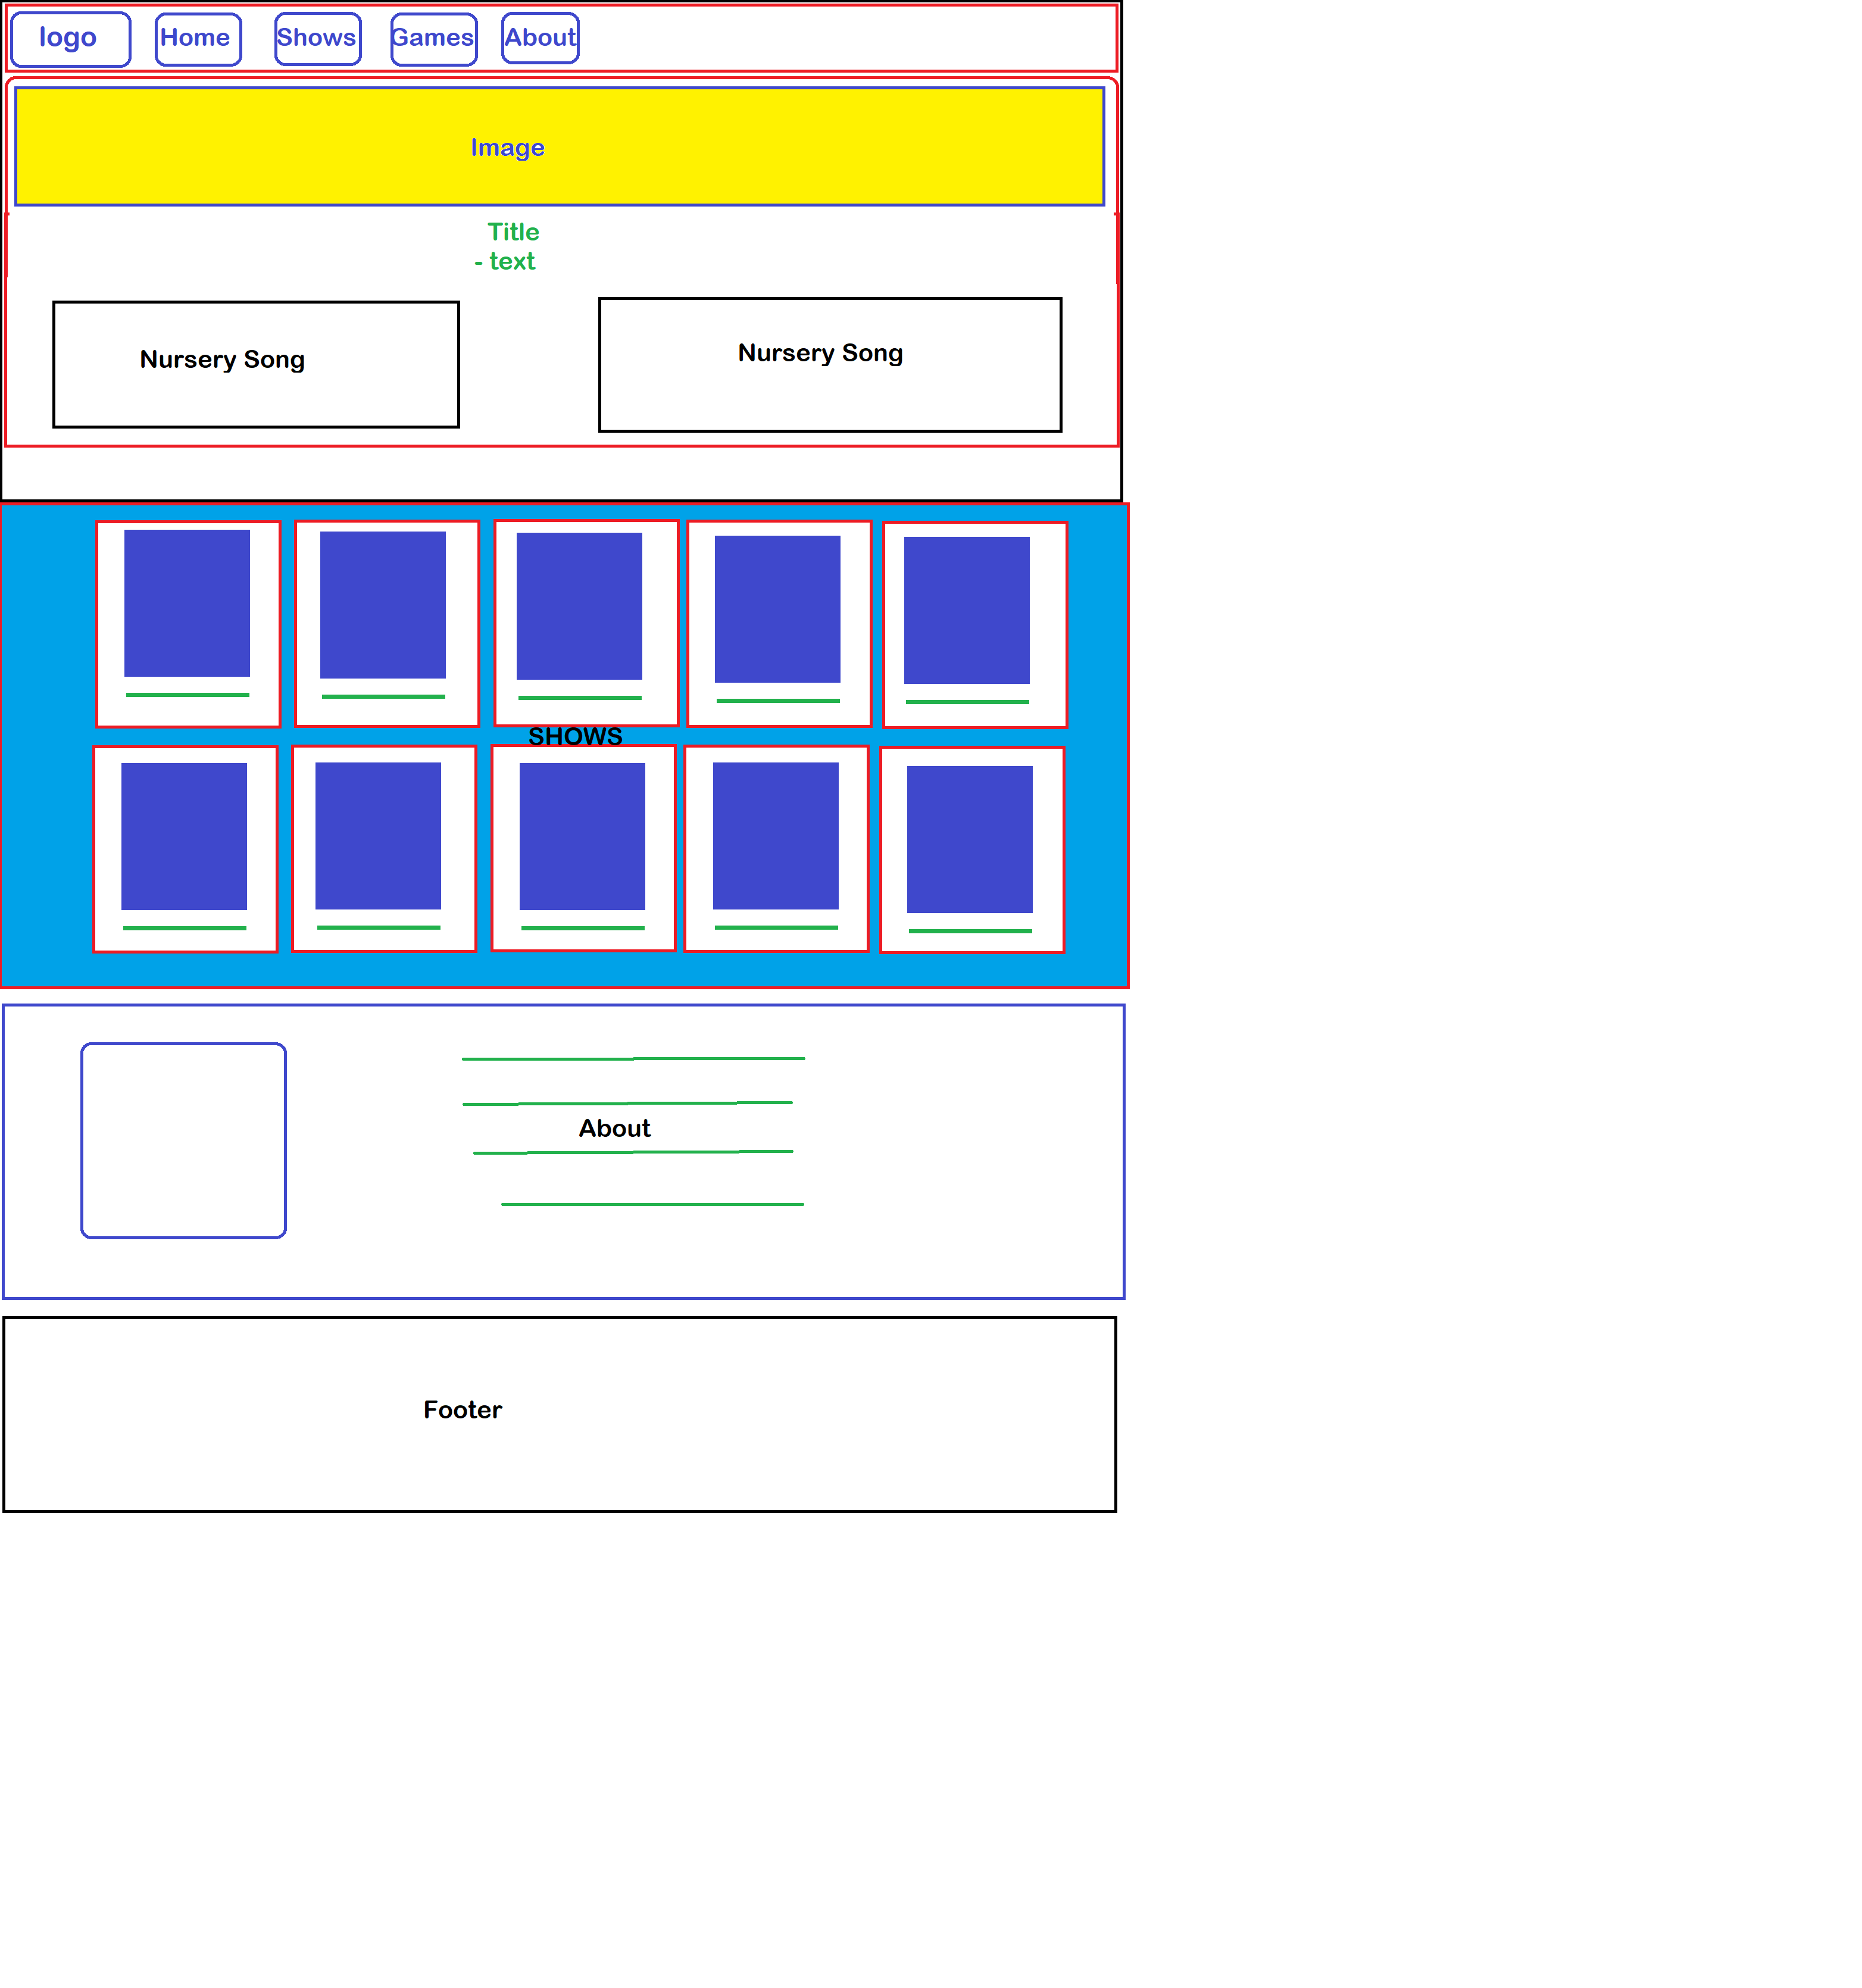 logo
Home
Shows
Games
About
Image
Title
- text
Nursery Song
Nursery Song
SHOWS
About
Footer